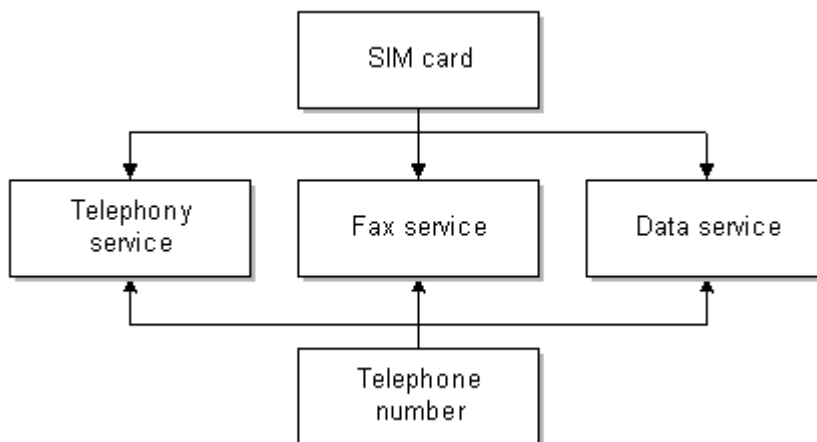 SIM card
Telephony
service
Fax service
Data service
Telephone
number